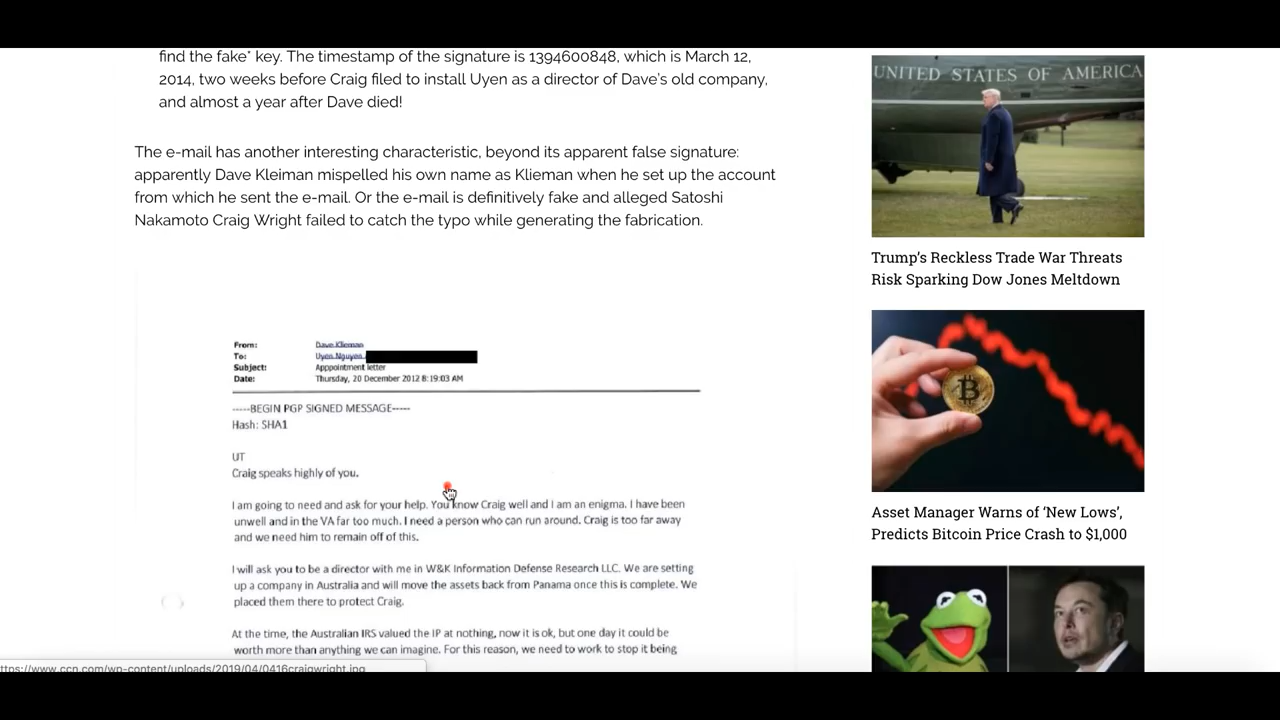 find the fake* key. The timestamp of the signature is 1394600848, which is March 12,
2014, two weeks before Craig filed to install Uyen as a director of Dave's old company,
and almost a year after Dave died!
The e-mail has another interesting characteristic, beyond its apparent false signature:
apparently Dave Kleiman mispelled his own name as Klieman when he set up the account
from which he sent the e-mail. Or the e-mail is definitively fake and alleged Satoshi
Nakamoto Craig Wright failed to catch the typo while generating the fabrication.
From: Dave Klieman
To: Uyen Nguyen
Subject: Apppointment letter
Date: Thursday, 20 December 2012 8:19:03 AM
-----BEGIN PGP SIGNED MESSAGE-----
Hash: SHA1
UT
Craig speaks highly of you.
I am going to need and ask for your help. You know Craig well and I am an enigma. I have been
unwell and in the VA far too much. I need a person who can run around. Craig is too far away
and we need him to remain off of this.
I will ask you to be a director with me in W&K Information Defense Research LLC. We are setting
up a company in Australia and will move the assets back from Panama once this is complete. We
placed them there to protect Craig.
At the time, the Australian IRS valued the IP at nothing, now it is ok, but one day it could be
worth more than anything we can imagine. For this reason, we need to work to stop it being
ttps://www.ccn.com/wp-content/uploads/2019/04/0416craigwright.jpg
UNITED STATES OF AMERICA
Trump's Reckless Trade War Threats
Risk Sparking Dow Jones Meltdown
Asset Manager Warns of 'New Lows',
Predicts Bitcoin Price Crash to $1,000